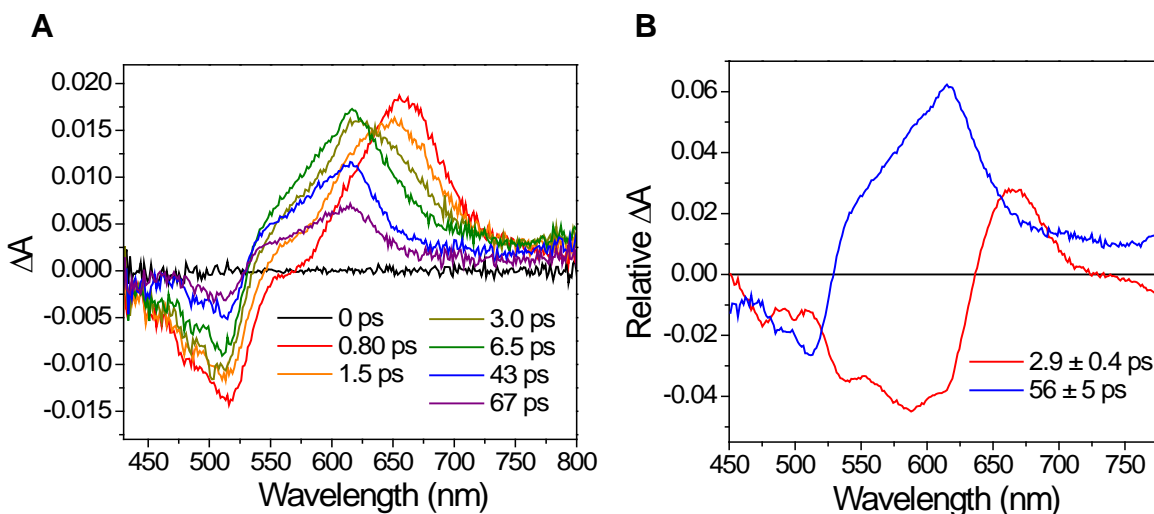 A
0.020
0.015
0.010
0.005
0.000
-0.005
-0.010
-0.015
ΔA
0 ps
0.80 ps
1.5 ps
3.0 ps
6.5 ps
43 ps
67 ps
450 500 550 600 650 700 750 800
Wavelength (nm)
B
0.06
0.04
0.02
0.00
-0.02
-0.04
Relative ΔA
2.9 ± 0.4 ps
56 ± 5 ps
450 500 550 600 650 700 750
Wavelength (nm)